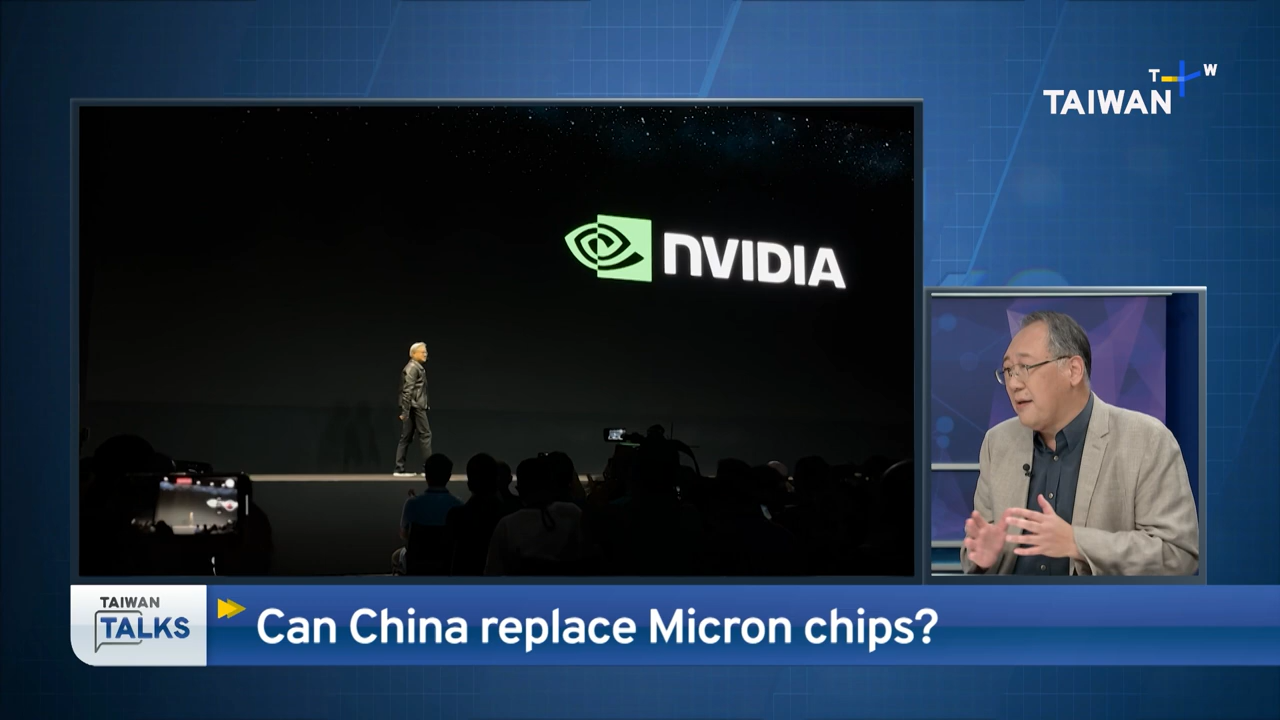 T W
TAIWAN
NVIDIA
TAIWAN
TALKS
Can China replace Micron chips?